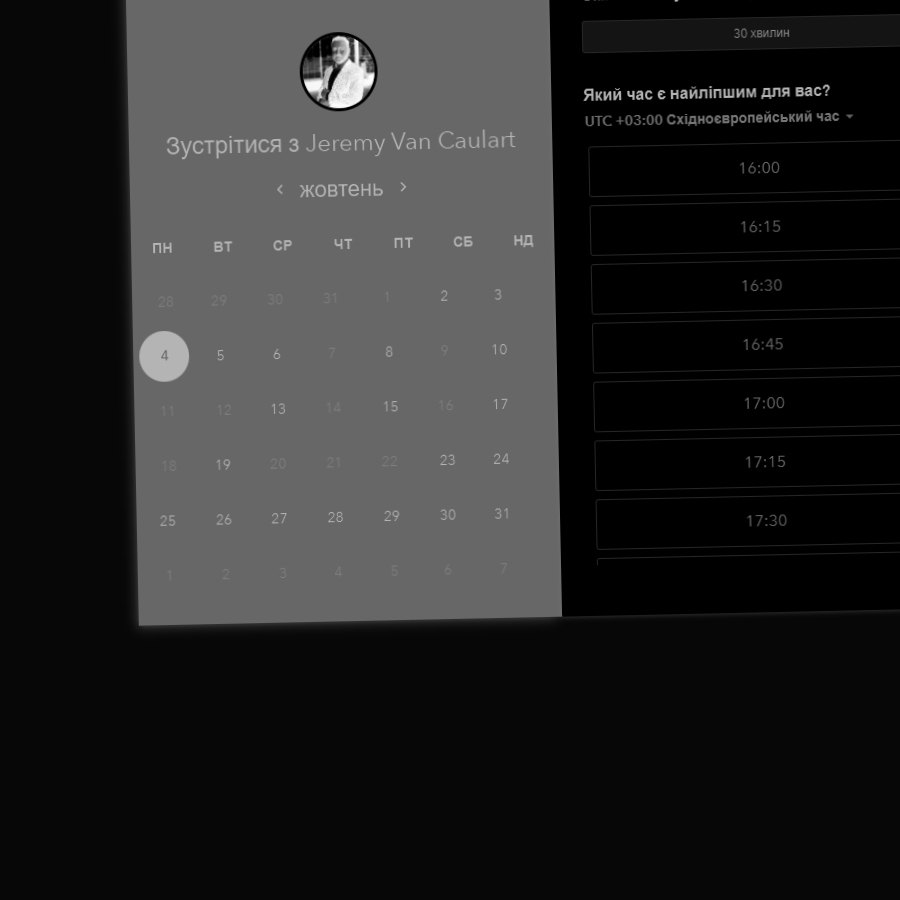 Зустрітися з Jeremy Van Caulart
жовтень
ПН ВТ СР ЧТ ПТ СБ НД
28 29 30 31 1 2 3
4 5 6 7 8 9 10
11 12 13 14 15 16 17
18 19 20 21 22 23 24
25 26 27 28 29 30 31
1 2 3 4 5 6 7
30 хвилин
Який час є найліпшим для вас?
UTC +03:00 Східноєвропейський час
16:00
16:15
16:30
16:45
17:00
17:15
17:30